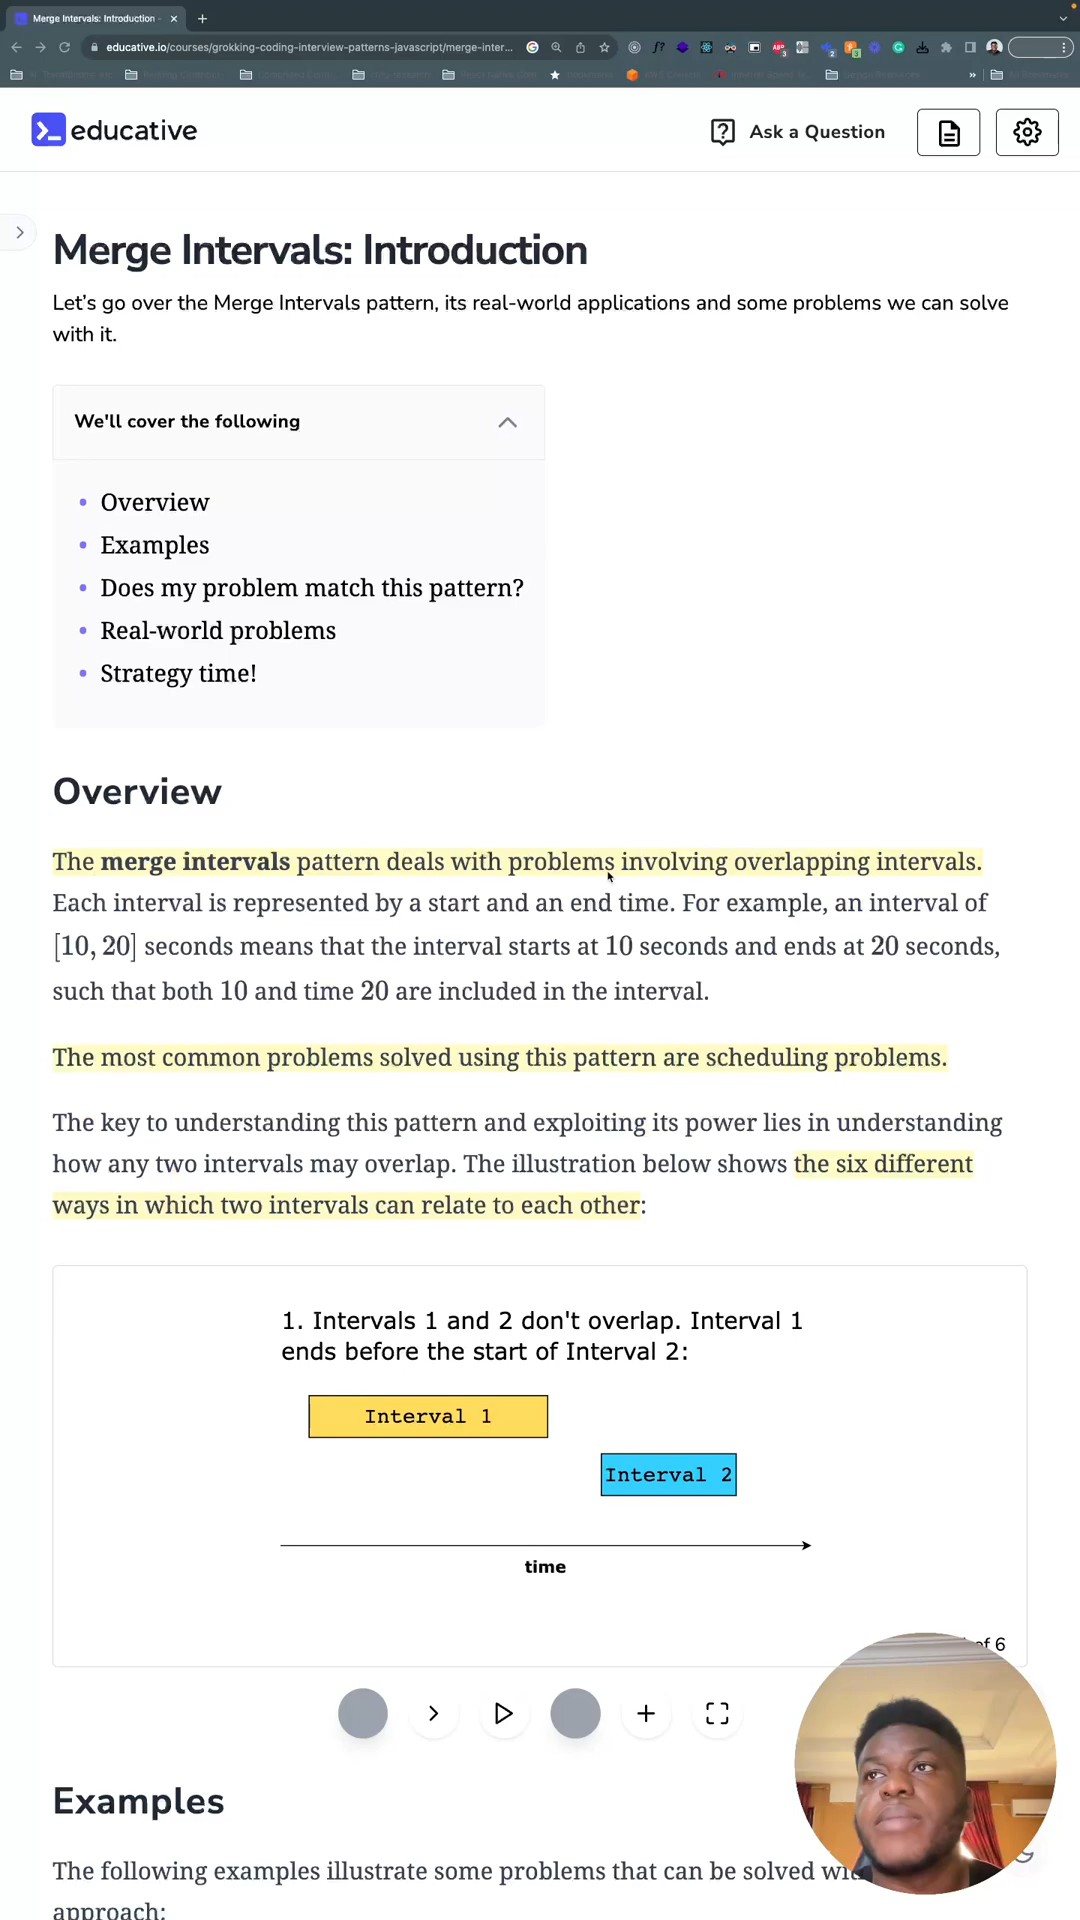 Merge Intervals: Introduction -
educative.io/courses/grokking-coding-interview-patterns-javascript/merge-inter...
educative
Ask a Question
Merge Intervals: Introduction
Let's go over the Merge Intervals pattern, its real-world applications and some problems we can solve
with it.
We'll cover the following
Overview
Examples
Does my problem match this pattern?
Real-world problems
Strategy time!
Overview
The merge intervals pattern deals with problems involving overlapping intervals.
Each interval is represented by a start and an end time. For example, an interval of
[10, 20] seconds means that the interval starts at 10 seconds and ends at 20 seconds,
such that both 10 and time 20 are included in the interval.
The most common problems solved using this pattern are scheduling problems.
The key to understanding this pattern and exploiting its power lies in understanding
how any two intervals may overlap. The illustration below shows the six different
ways in which two intervals can relate to each other:
1. Intervals 1 and 2 don't overlap. Interval 1
ends before the start of Interval 2:
Interval 1
Interval 2
time
of 6
Examples
The following examples illustrate some problems that can be solved
approach: